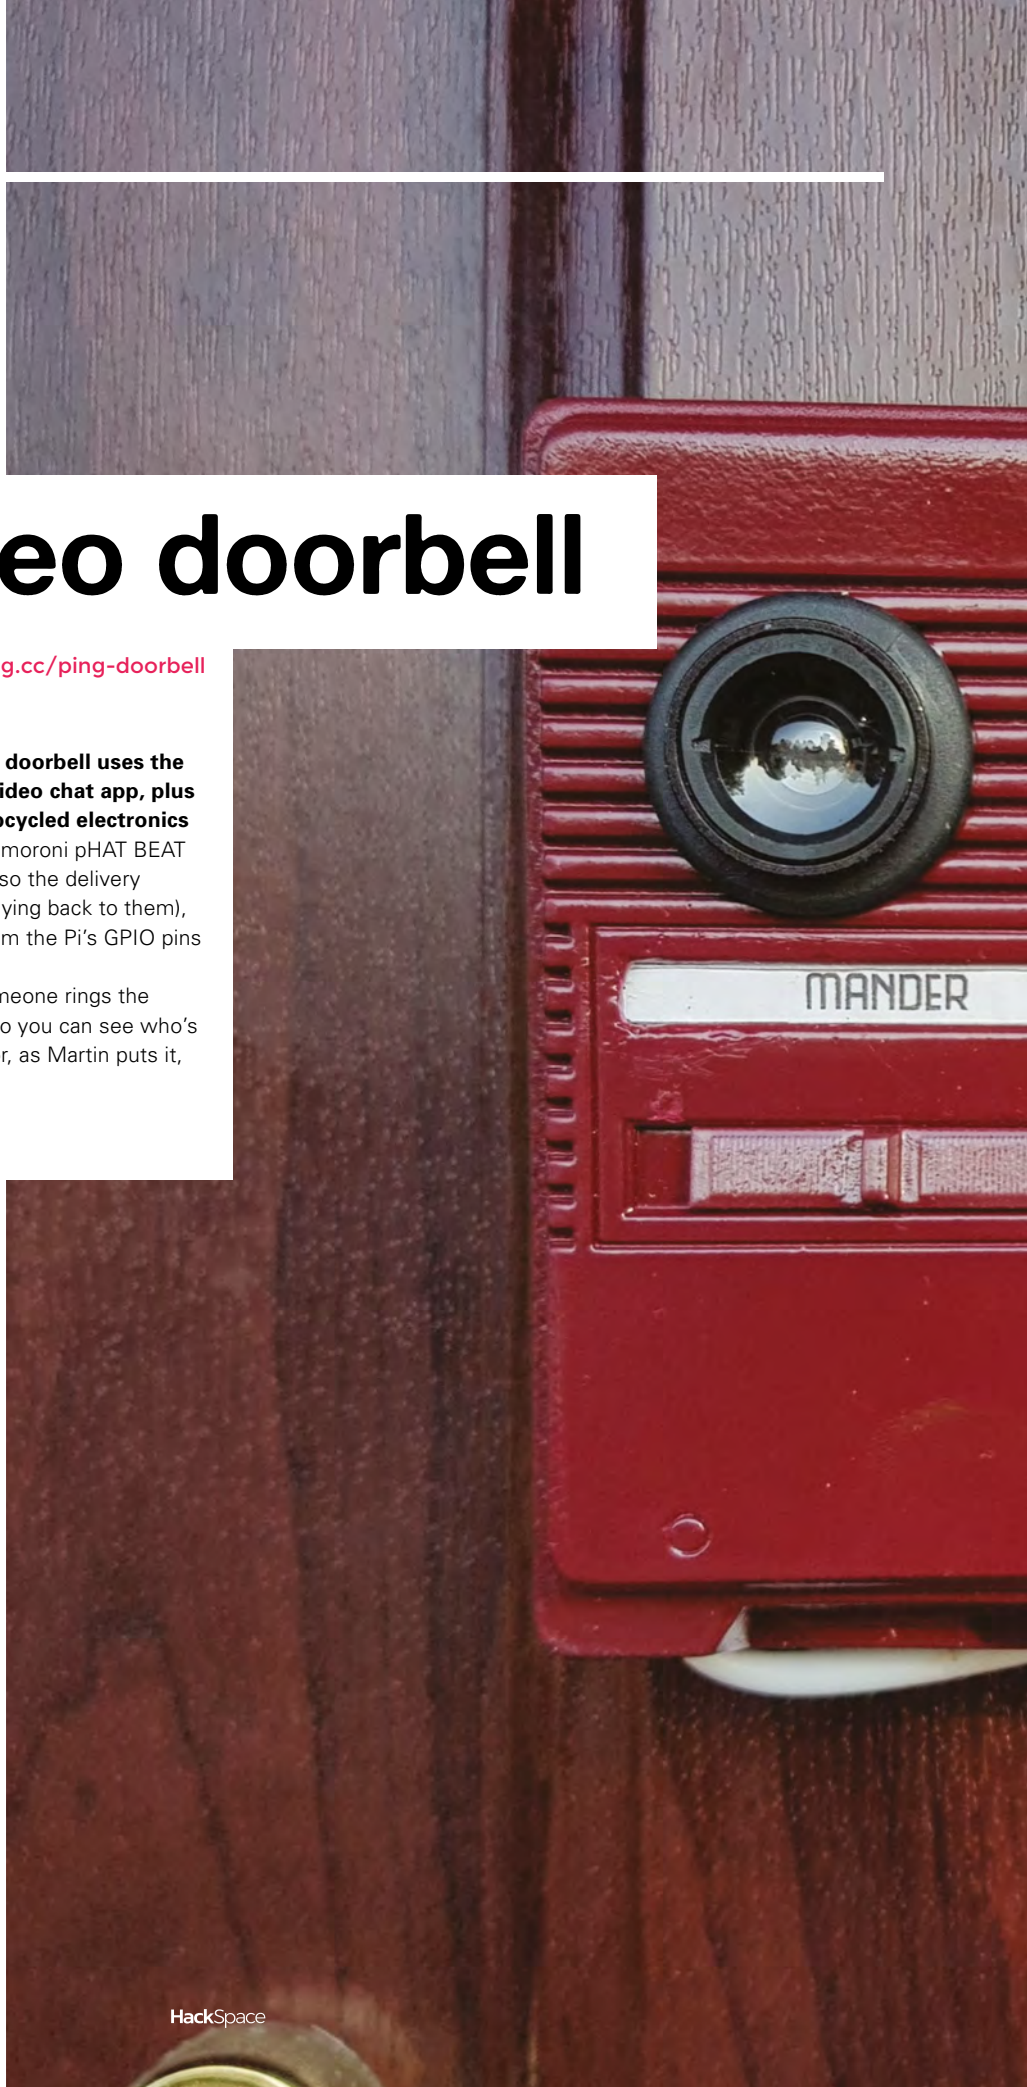 eo doorbell
g.cc/ping-doorbell
doorbell uses the
ideo chat app, plus
cycled electronics
moroni pHAT BEAT
so the delivery
ying back to them),
m the Pi's GPIO pins
meone rings the
o you can see who's
r, as Martin puts it,
MANDER
HackSpace